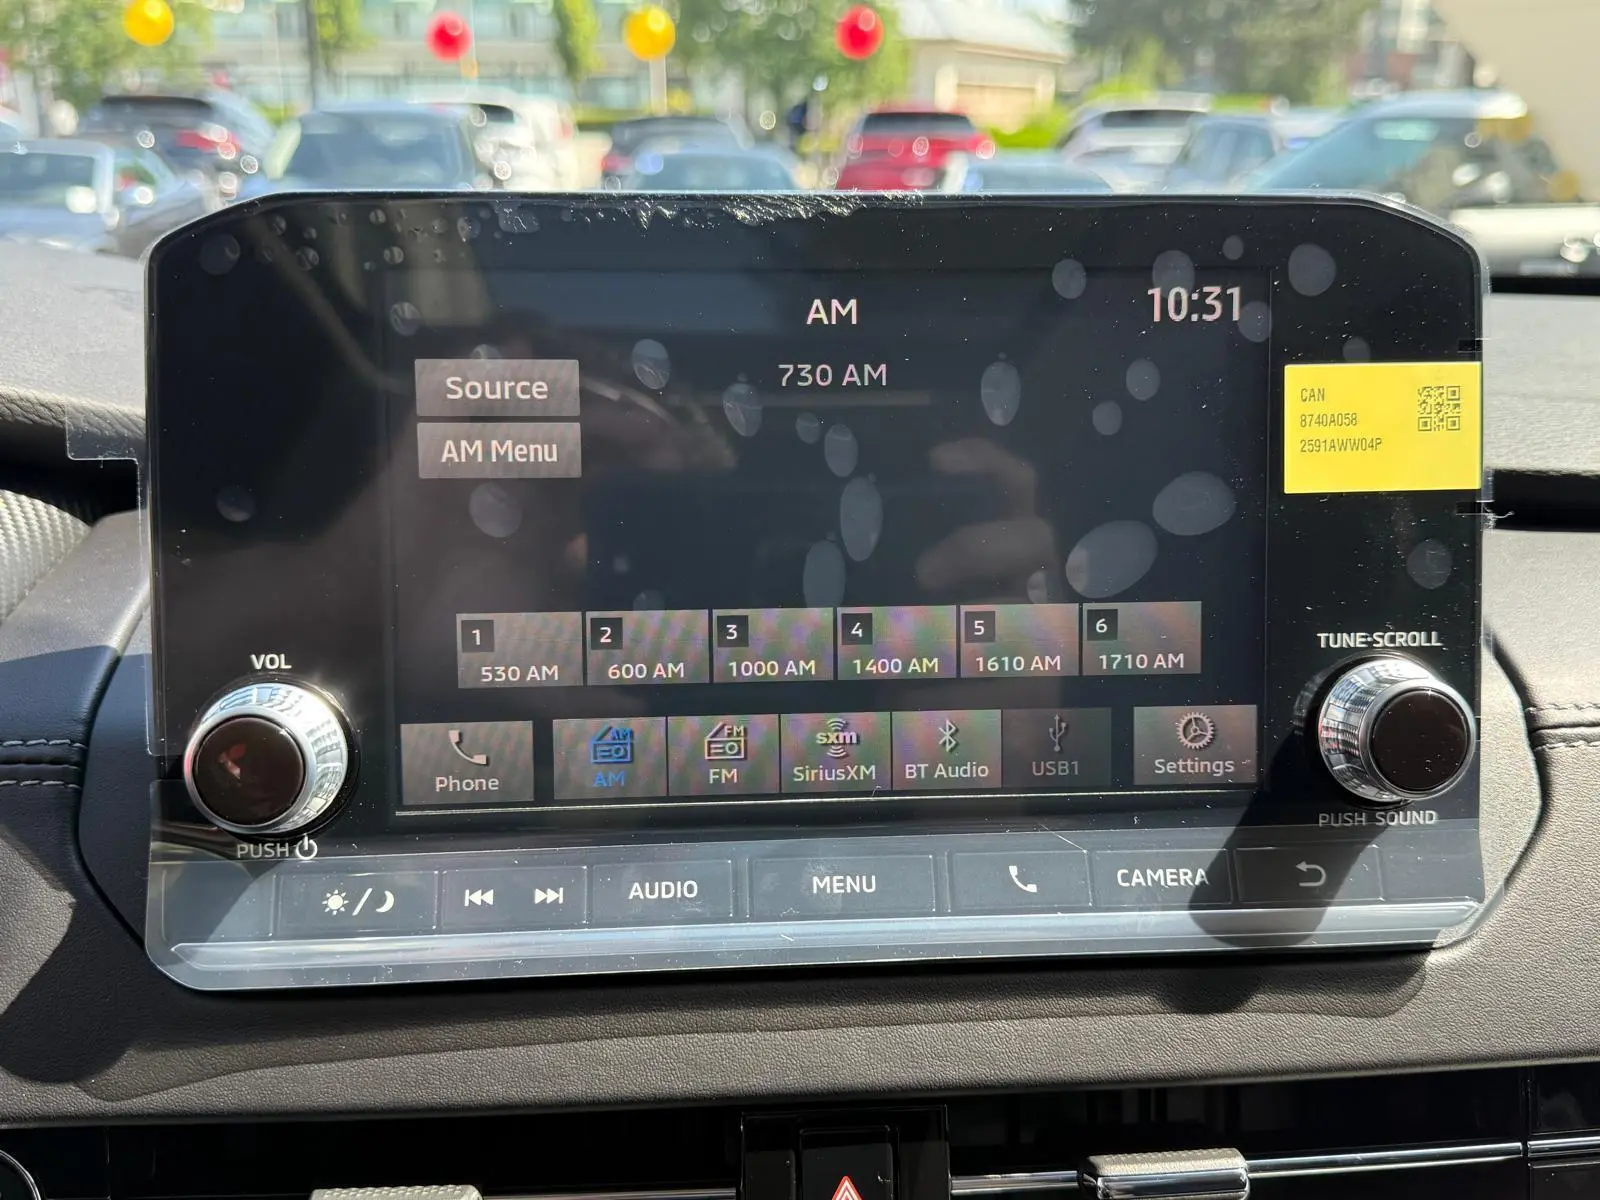 AM
10:31
730 AM
Source
AM Menu
CAN
8740A058
2591AWW04P
1
530 AM
2
600 AM
3
1000 AM
4
1400 AM
5
1610 AM
6
1710 AM
VOL
TUNE·SCROLL
Phone
AM
AM
FM
FM
sxm
SiriusXM
BT Audio
USB1
Settings
PUSH
PUSH SOUND
AUDIO
MENU
CAMERA